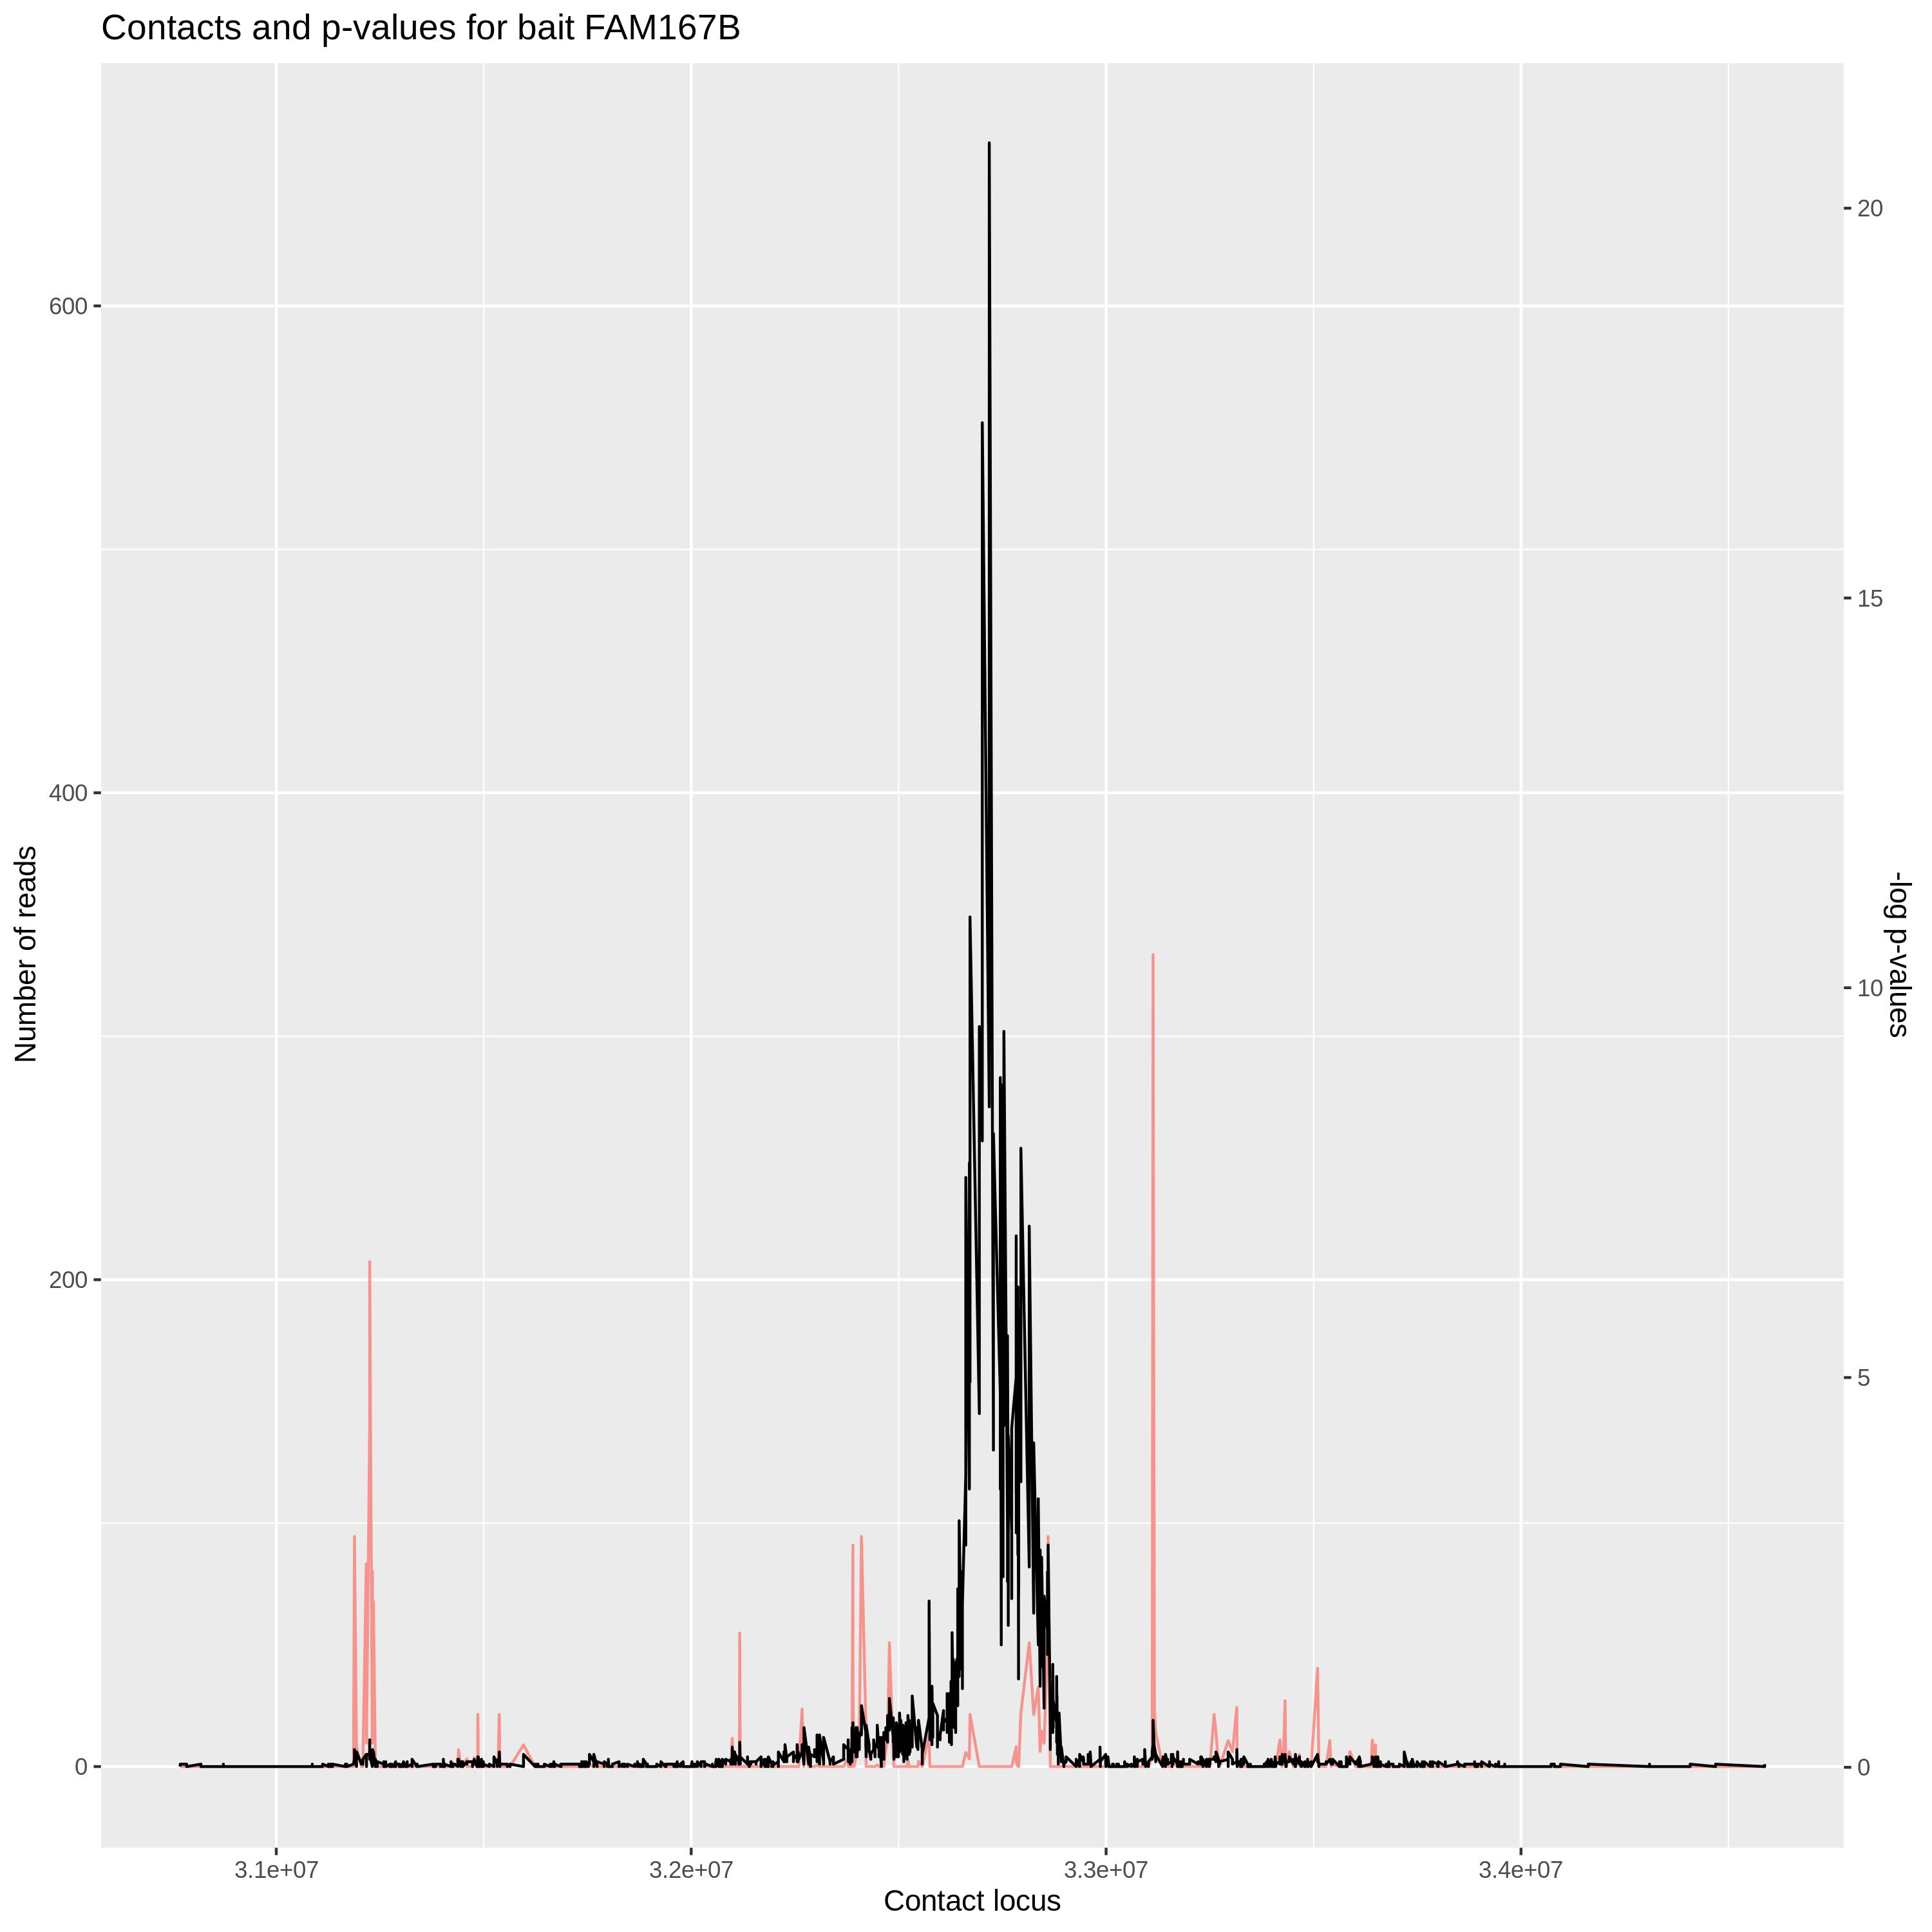 Contacts and p-values for bait FAM167B
600
400
200
0
Number of reads
20
15
10
5
0
-log p-values
3.1e+07
3.2e+07
3.3e+07
3.4e+07
Contact locus